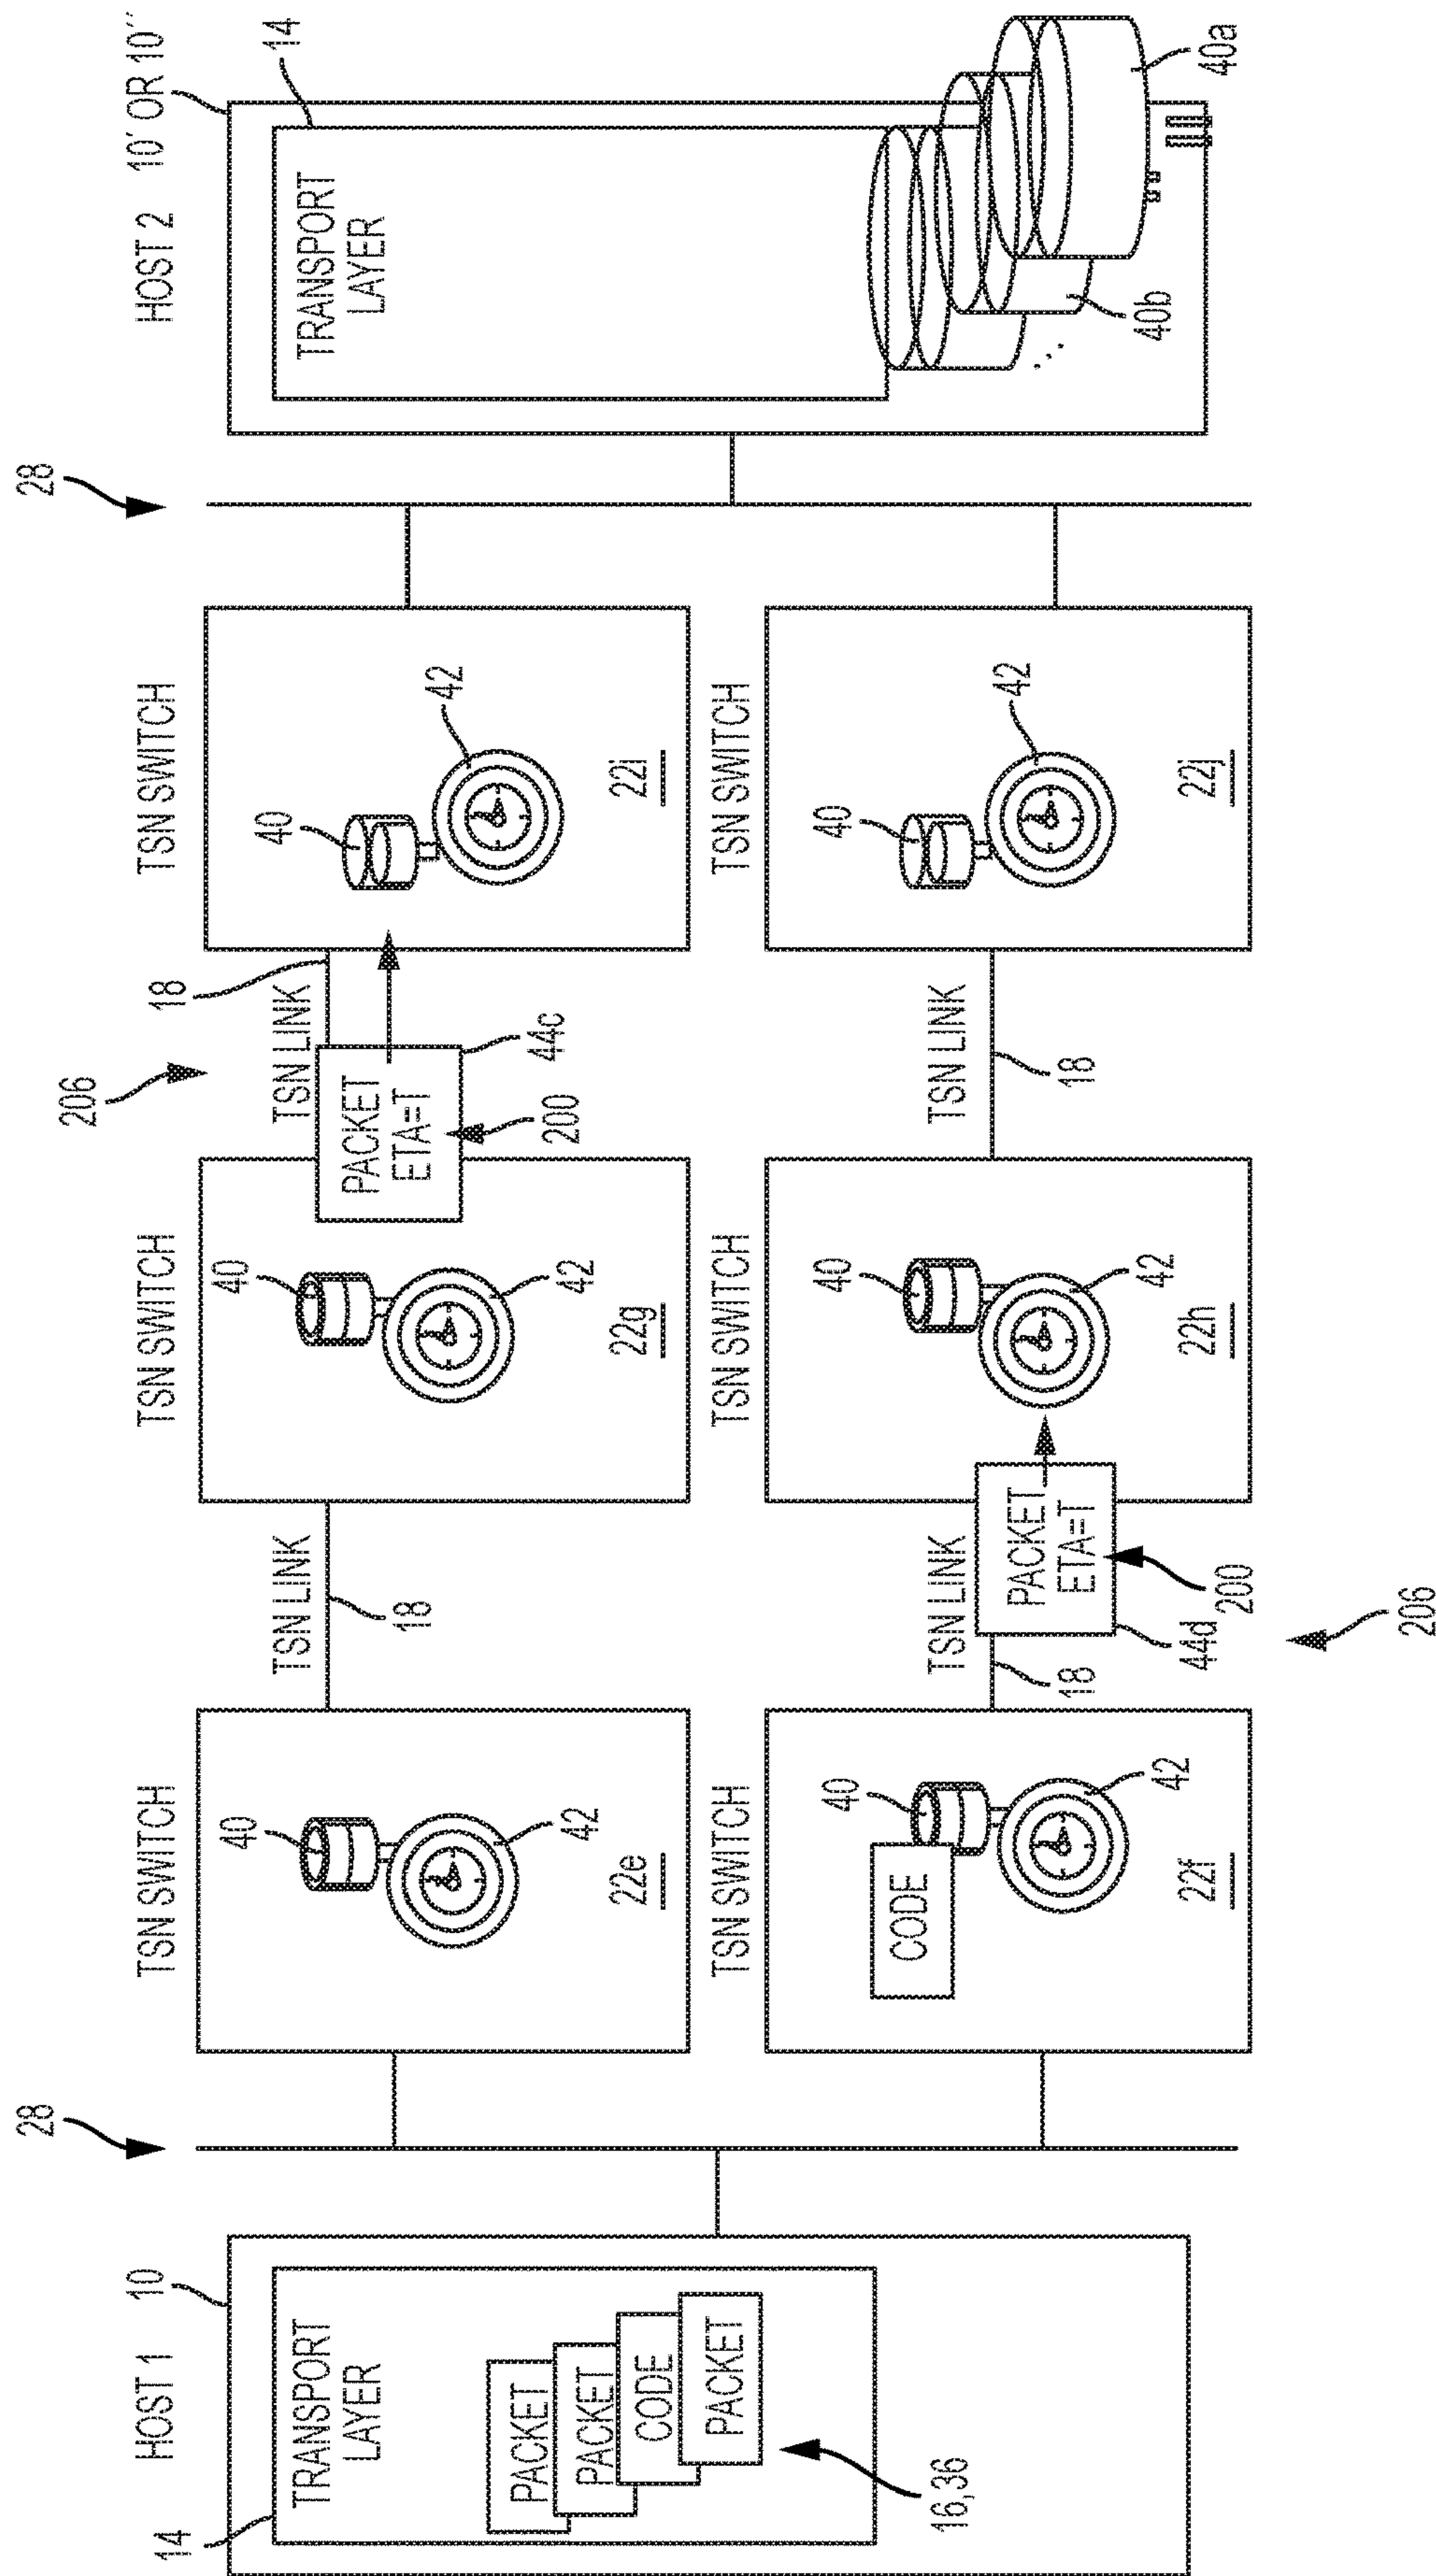 28
28
HOST 1
10
14
TRANSPORT
LAYER
PACKET
PACKET
CODE
PACKET
16,36
TSN SWITCH
40
42
22e
TSN LINK
18
TSN SWITCH
40
42
22g
206
TSN LINK
18
PACKET
ETA=T
44c
200
TSN SWITCH
40
42
22i
TSN SWITCH
CODE
40
42
22f
TSN LINK
18
PACKET
ETA=T
44d
200
206
TSN SWITCH
40
42
22h
TSN LINK
18
TSN SWITCH
40
42
22j
HOST 2
10' OR 10''
14
TRANSPORT
LAYER
40b
...
40a